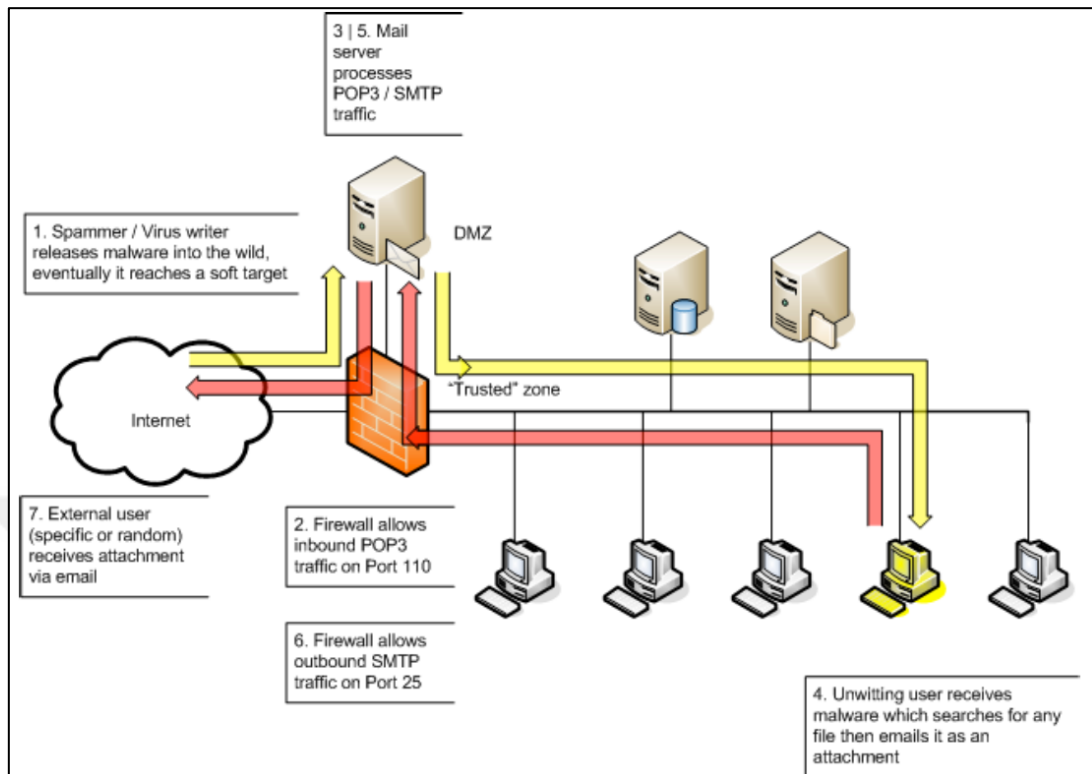 3 | 5. Mail
server
processes
POP3 / SMTP
traffic
1. Spammer / Virus writer
releases malware into the wild,
eventually it reaches a soft target
DMZ
"Trusted" zone
Internet
7. External user
(specific or random)
receives attachment
via email
2. Firewall allows
inbound POP3
traffic on Port 110
6. Firewall allows
outbound SMTP
traffic on Port 25
4. Unwitting user receives
malware which searches for any
file then emails it as an
attachment